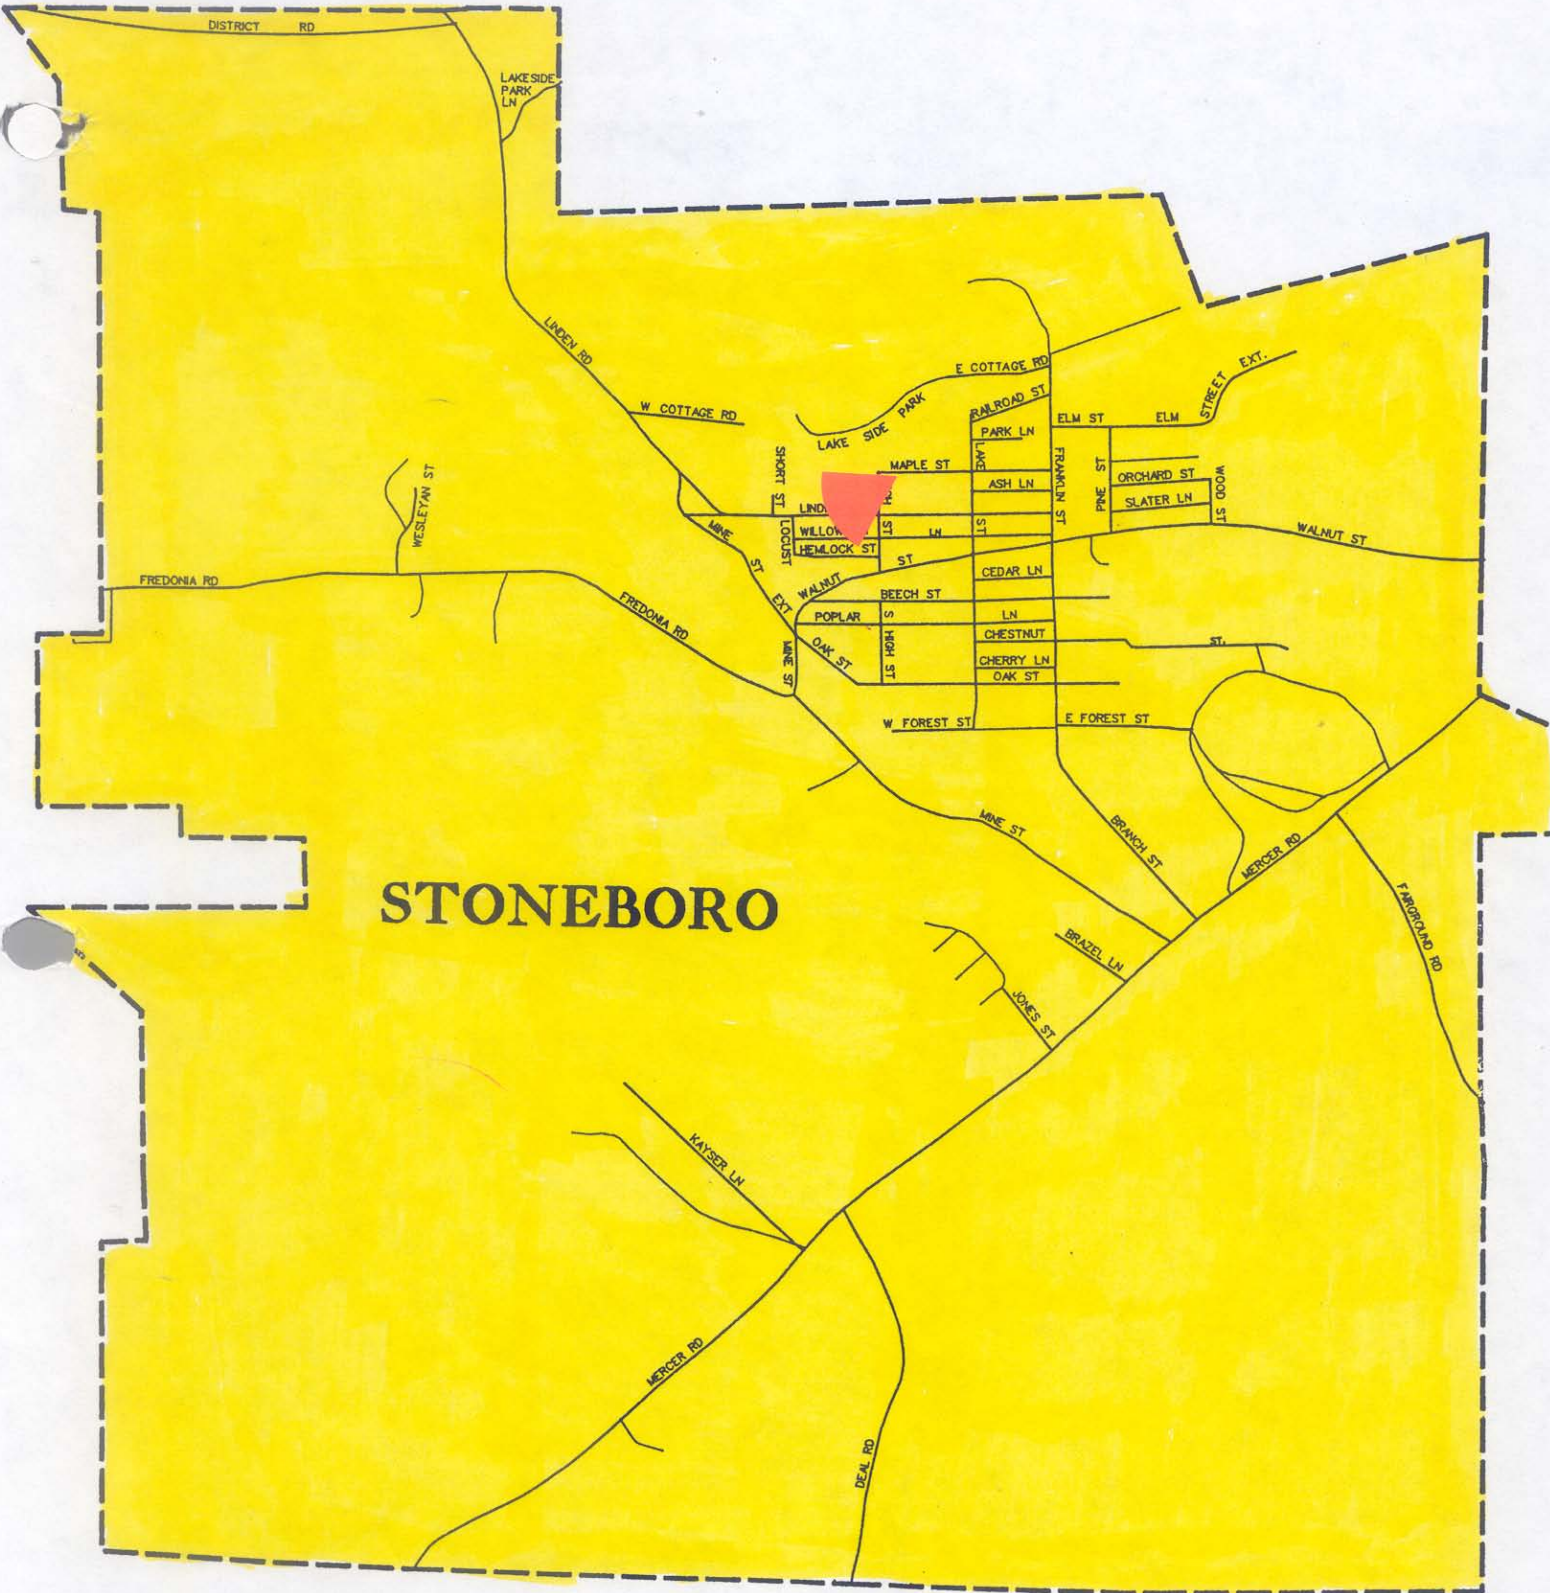 DISTRICT RD
LAKESIDE
PARK
LN
LINDEN RD
W COTTAGE RD
E COTTAGE RD
LAKE SIDE PARK
RAILROAD ST
PARK LN
ELM ST
ELM STREET EXT.
SHORT ST
MAPLE ST
LAKE ST
ASH LN
FRANKLIN ST
PINE ST
ORCHARD ST
SLATER LN
WOOD ST
WESLEYAN ST
MINE ST EXT
LOCUST
ST
LN
HEMLOCK ST
WALNUT ST
WALNUT ST
CEDAR LN
FREDONIA RD
FREDONIA RD
BEECH ST
POPLAR LN
S HIGH ST
CHESTNUT ST.
OAK ST
MINE ST
CHERRY LN
OAK ST
W FOREST ST
E FOREST ST
MINE ST
BRANCH ST
MERCER RD
STONEBORO
FAIRGROUND RD
BRAZEL LN
JONES ST
KAYSER LN
MERCER RD
DEAL RD